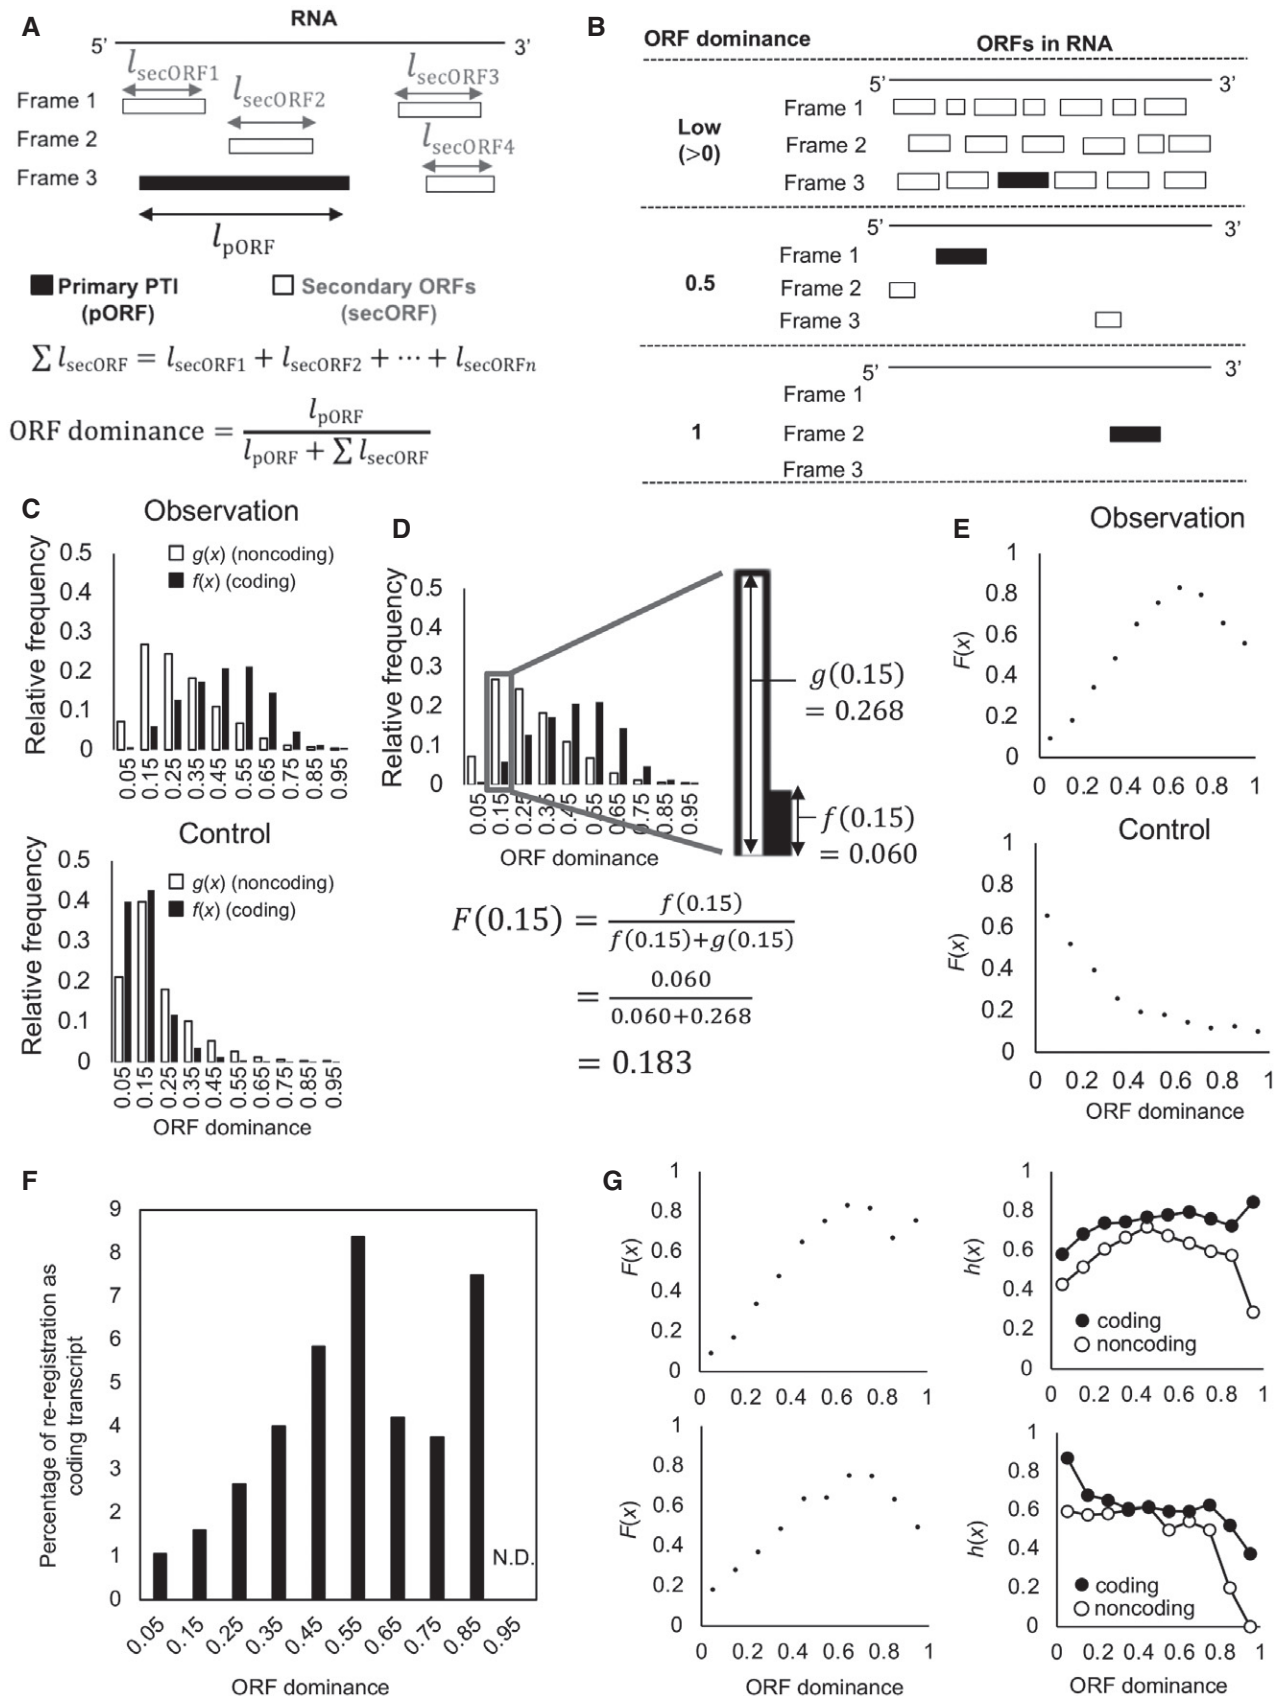 A
RNA
5’ 3’
lsecORF1
lsecORF2
lsecORF3
lsecORF4
Frame 1
Frame 2
Frame 3
lpORF
Primary PTI
(pORF)
Secondary ORFs
(secORF)
∑ lsecORF = lsecORF1 + lsecORF2 + ⋯ + lsecORFn
ORF dominance = lpORF / lpORF + ∑ lsecORF
B
ORF dominance ORFs in RNA
5’ 3’
Low
(>0)
Frame 1
Frame 2
Frame 3
5’ 3’
0.5
Frame 1
Frame 2
Frame 3
5’ 3’
1
Frame 1
Frame 2
Frame 3
C
Observation
Relative frequency
0.5
0.4
0.3
0.2
0.1
0
g(x) (noncoding)
f(x) (coding)
0.05 0.15 0.25 0.35 0.45 0.55 0.65 0.75 0.85 0.95
Control
Relative frequency
0.5
0.4
0.3
0.2
0.1
0
g(x) (noncoding)
f(x) (coding)
0.05 0.15 0.25 0.35 0.45 0.55 0.65 0.75 0.85 0.95
ORF dominance
D
Relative frequency
0.5
0.4
0.3
0.2
0.1
0
0.05 0.15 0.25 0.35 0.45 0.55 0.65 0.75 0.85 0.95
ORF dominance
g(0.15)
= 0.268
f(0.15)
= 0.060
F(0.15) = f(0.15) / f(0.15)+g(0.15)
= 0.060 / 0.060+0.268
= 0.183
E
Observation
F(x)
1
0.8
0.6
0.4
0.2
0
0 0.2 0.4 0.6 0.8 1
Control
F(x)
1
0.8
0.6
0.4
0.2
0
0 0.2 0.4 0.6 0.8 1
ORF dominance
F
Percentage of re-registration as
coding transcript
9
8
7
6
5
4
3
2
1
0
N.D.
0.05 0.15 0.25 0.35 0.45 0.55 0.65 0.75 0.85 0.95
ORF dominance
G
F(x)
1
0.8
0.6
0.4
0.2
0
0 0.2 0.4 0.6 0.8 1
h(x)
1
0.8
0.6
0.4
0.2
0
coding
noncoding
0 0.2 0.4 0.6 0.8 1
F(x)
1
0.8
0.6
0.4
0.2
0
0 0.2 0.4 0.6 0.8 1
ORF dominance
h(x)
1
0.8
0.6
0.4
0.2
0
coding
noncoding
0 0.2 0.4 0.6 0.8 1
ORF dominance